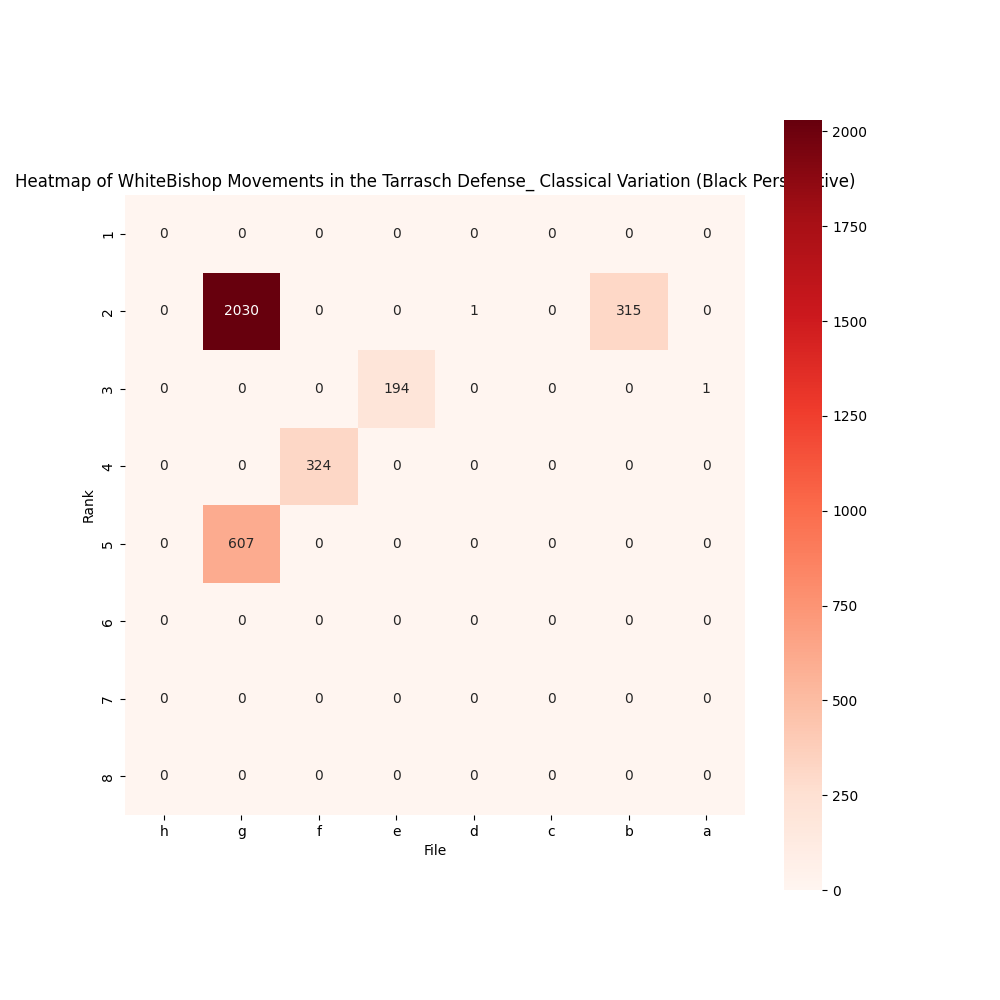 2000
Heatmap of WhiteBishop Movements in the Tarrasch Defense_ Classical Variation (Black Perspective)
1 0 0 0 0 0 0 0 0
1750
2 0 2030 0 0 1 0 315 0
1500
3 0 0 0 194 0 0 0 1
1250
4 0 0 324 0 0 0 0 0
Rank
1000
5 0 607 0 0 0 0 0 0
750
6 0 0 0 0 0 0 0 0
7 0 0 0 0 0 0 0 0
500
8 0 0 0 0 0 0 0 0
250
h g f e d c b a
File
0